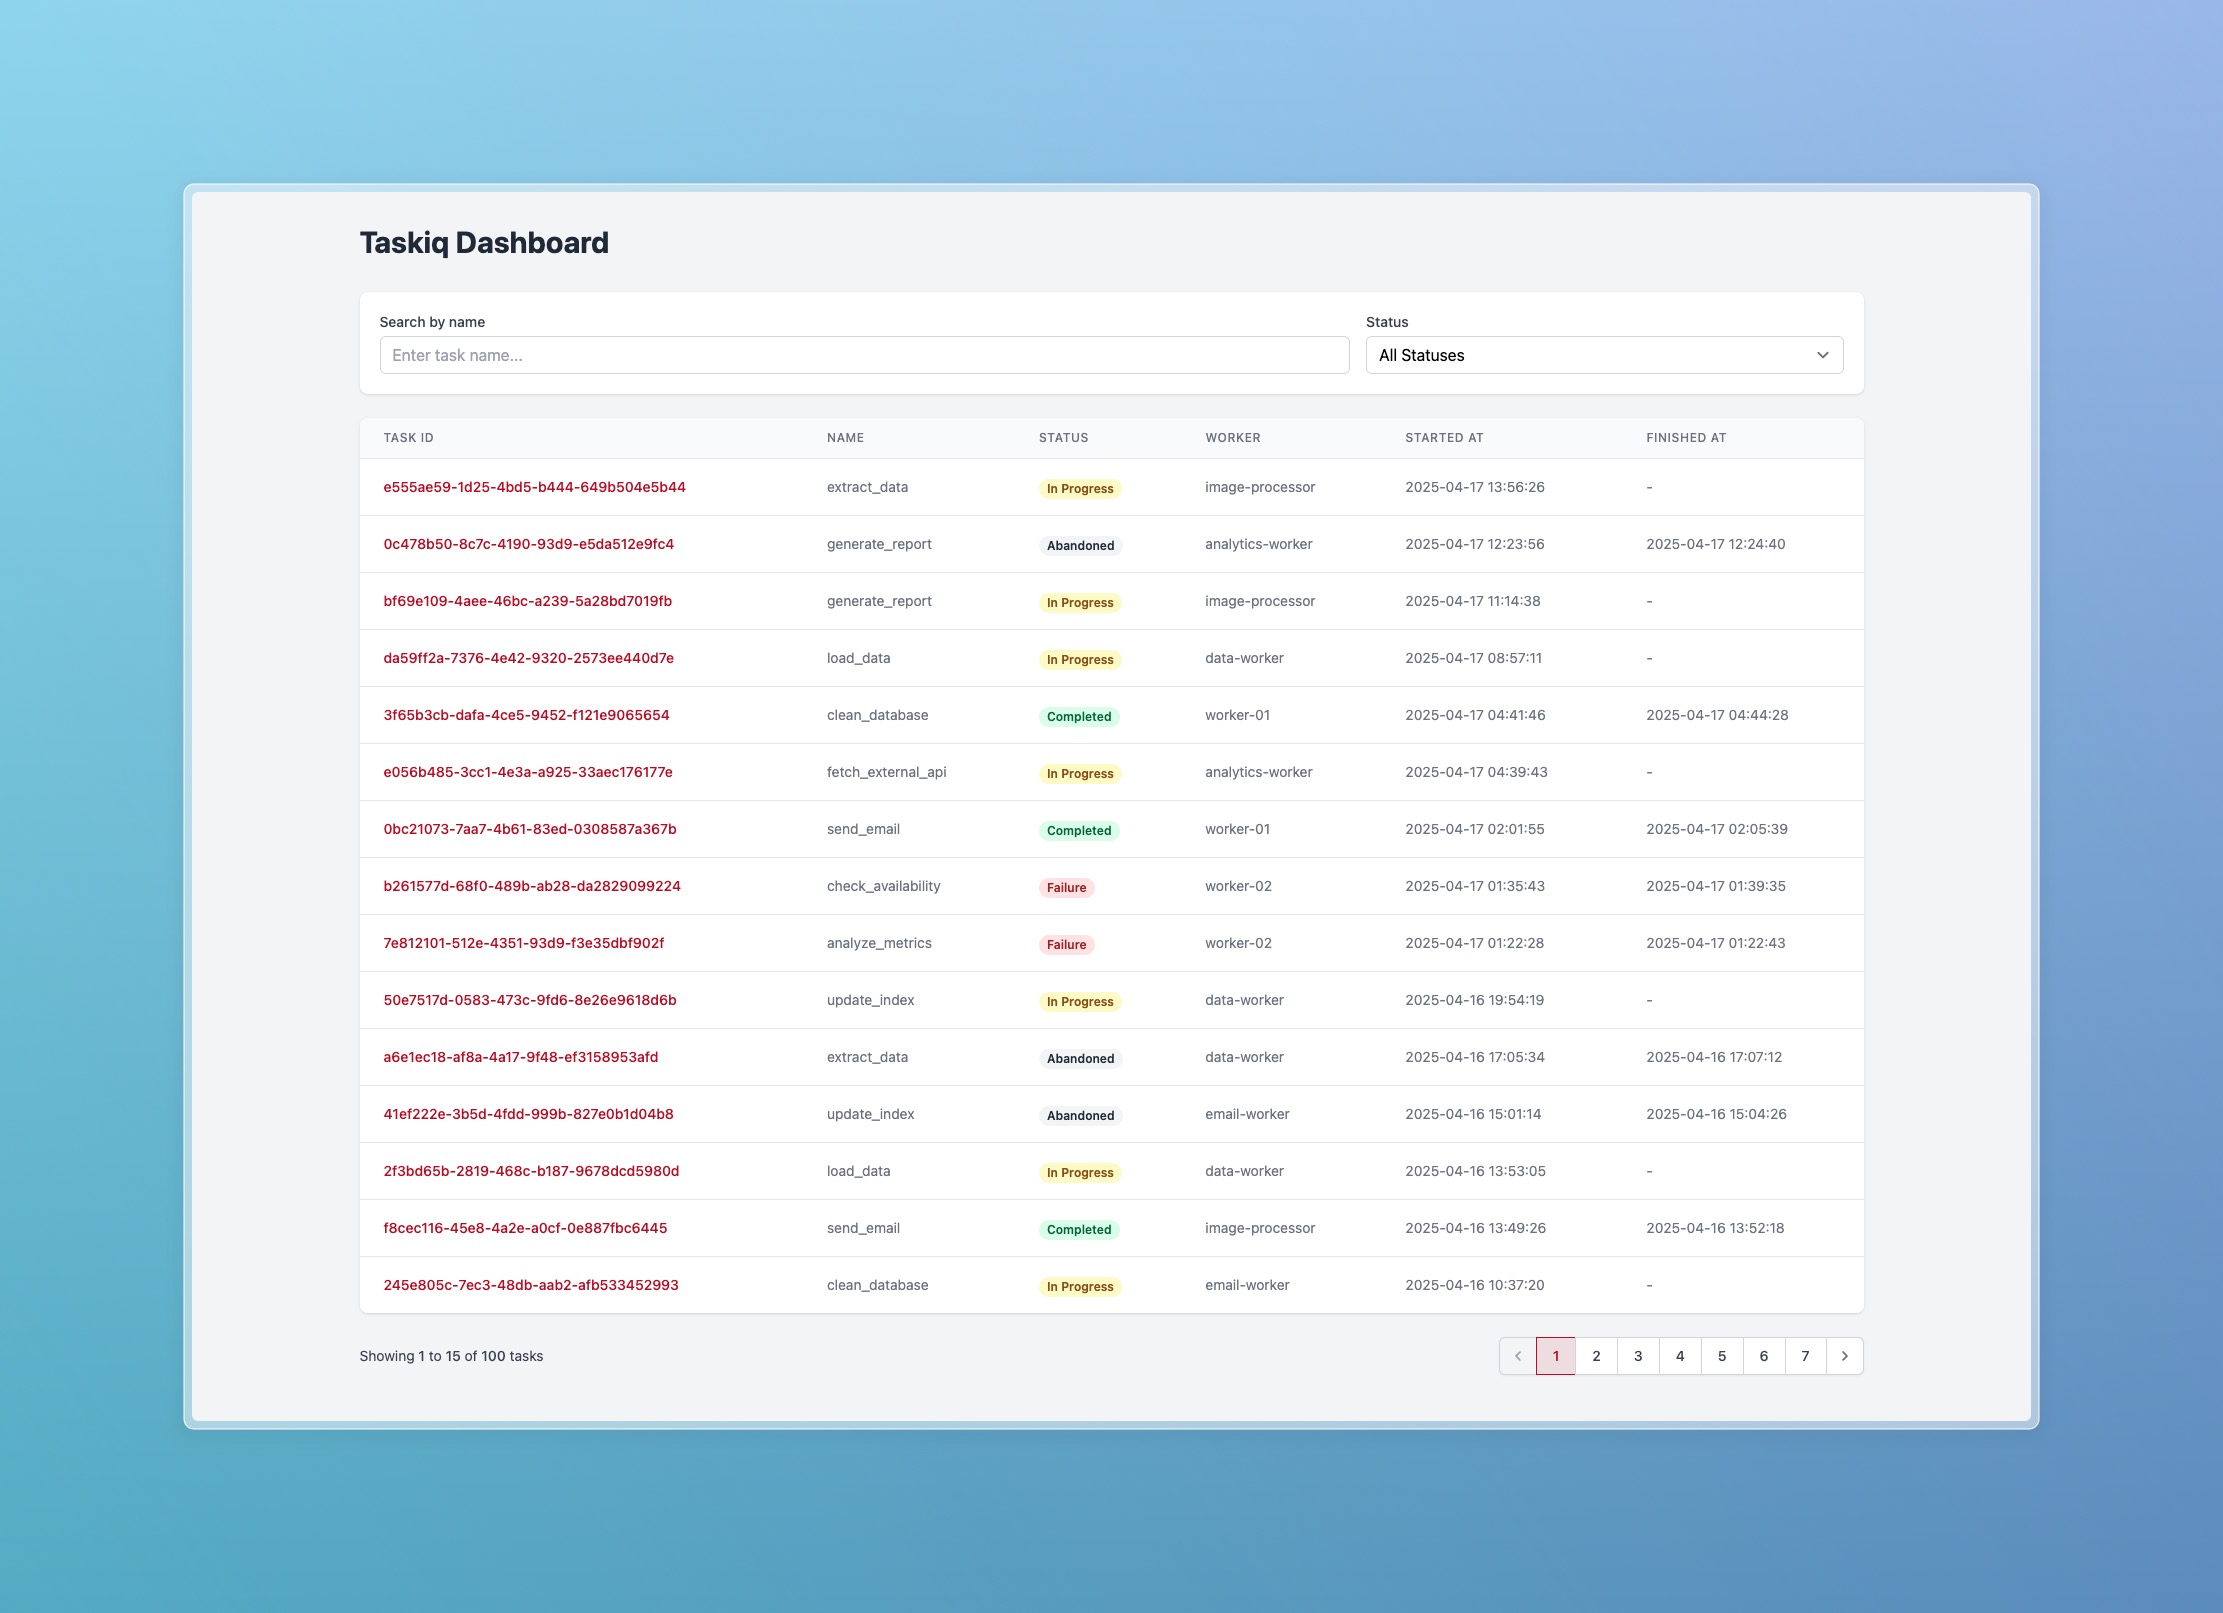 Taskiq Dashboard
Search by name Status
Enter task name... All Statuses
TASK ID NAME STATUS WORKER STARTED AT FINISHED AT
e555ae59-1d25-4bd5-b444-649b504e5b44 extract_data In Progress image-processor 2025-04-17 13:56:26 -
0c478b50-8c7c-4190-93d9-e5da512e9fc4 generate_report Abandoned analytics-worker 2025-04-17 12:23:56 2025-04-17 12:24:40
bf69e109-4aee-46bc-a239-5a28bd7019fb generate_report In Progress image-processor 2025-04-17 11:14:38 -
da59ff2a-7376-4e42-9320-2573ee440d7e load_data In Progress data-worker 2025-04-17 08:57:11 -
3f65b3cb-dafa-4ce5-9452-f121e9065654 clean_database Completed worker-01 2025-04-17 04:41:46 2025-04-17 04:44:28
e056b485-3cc1-4e3a-a925-33aec176177e fetch_external_api In Progress analytics-worker 2025-04-17 04:39:43 -
0bc21073-7aa7-4b61-83ed-0308587a367b send_email Completed worker-01 2025-04-17 02:01:55 2025-04-17 02:05:39
b261577d-68f0-489b-ab28-da2829099224 check_availability Failure worker-02 2025-04-17 01:35:43 2025-04-17 01:39:35
7e812101-512e-4351-93d9-f3e35dbf902f analyze_metrics Failure worker-02 2025-04-17 01:22:28 2025-04-17 01:22:43
50e7517d-0583-473c-9fd6-8e26e9618d6b update_index In Progress data-worker 2025-04-16 19:54:19 -
a6e1ec18-af8a-4a17-9f48-ef3158953afd extract_data Abandoned data-worker 2025-04-16 17:05:34 2025-04-16 17:07:12
41ef222e-3b5d-4fdd-999b-827e0b1d04b8 update_index Abandoned email-worker 2025-04-16 15:01:14 2025-04-16 15:04:26
2f3bd65b-2819-468c-b187-9678dcd5980d load_data In Progress data-worker 2025-04-16 13:53:05 -
f8cec116-45e8-4a2e-a0cf-0e887fbc6445 send_email Completed image-processor 2025-04-16 13:49:26 2025-04-16 13:52:18
245e805c-7ec3-48db-aab2-afb533452993 clean_database In Progress email-worker 2025-04-16 10:37:20 -
Showing 1 to 15 of 100 tasks 1 2 3 4 5 6 7